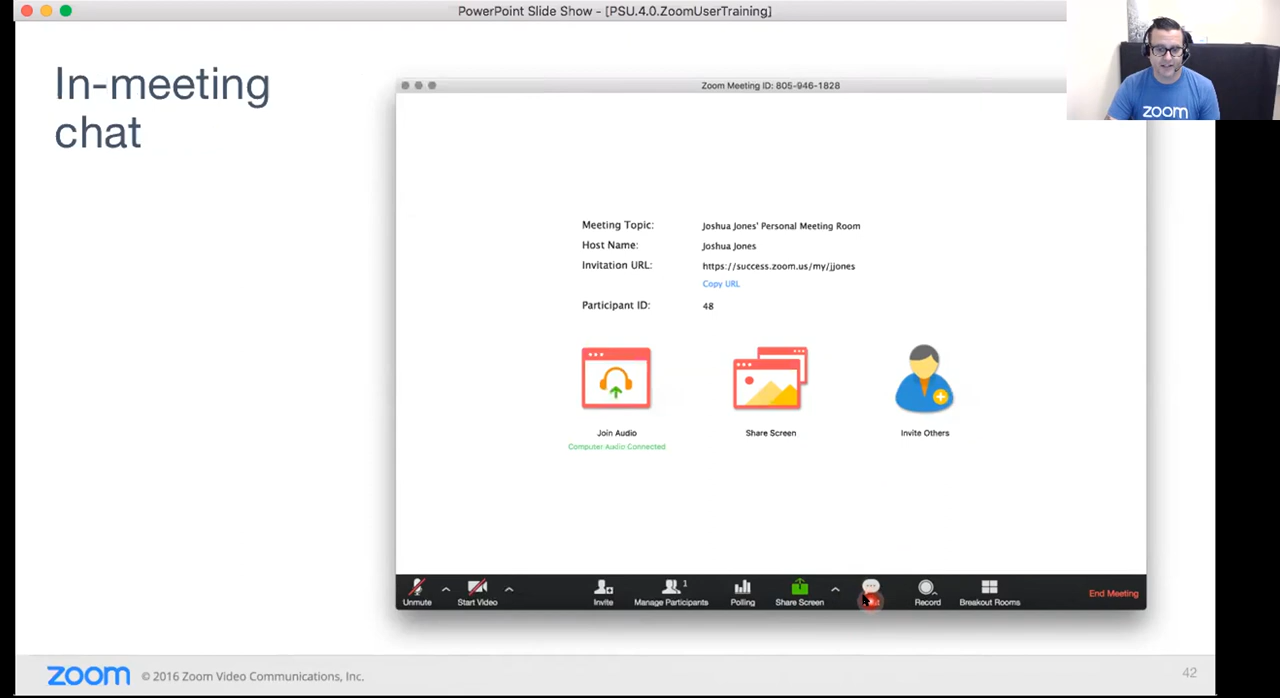 PowerPoint Slide Show - [PSU.4.0.ZoomUserTraining]
zoom
In-meeting
chat
Zoom Meeting ID: 805-946-1828
Meeting Topic: Joshua Jones' Personal Meeting Room
Host Name: Joshua Jones
Invitation URL: https://success.zoom.us/my/jjones
Copy URL
Participant ID: 48
Join Audio Share Screen Invite Others
Computer Audio Connected
1
Unmute Start Video Invite Manage Participants Polling Share Screen Record Breakout Rooms End Meeting
zoom © 2016 Zoom Video Communications, Inc. 42